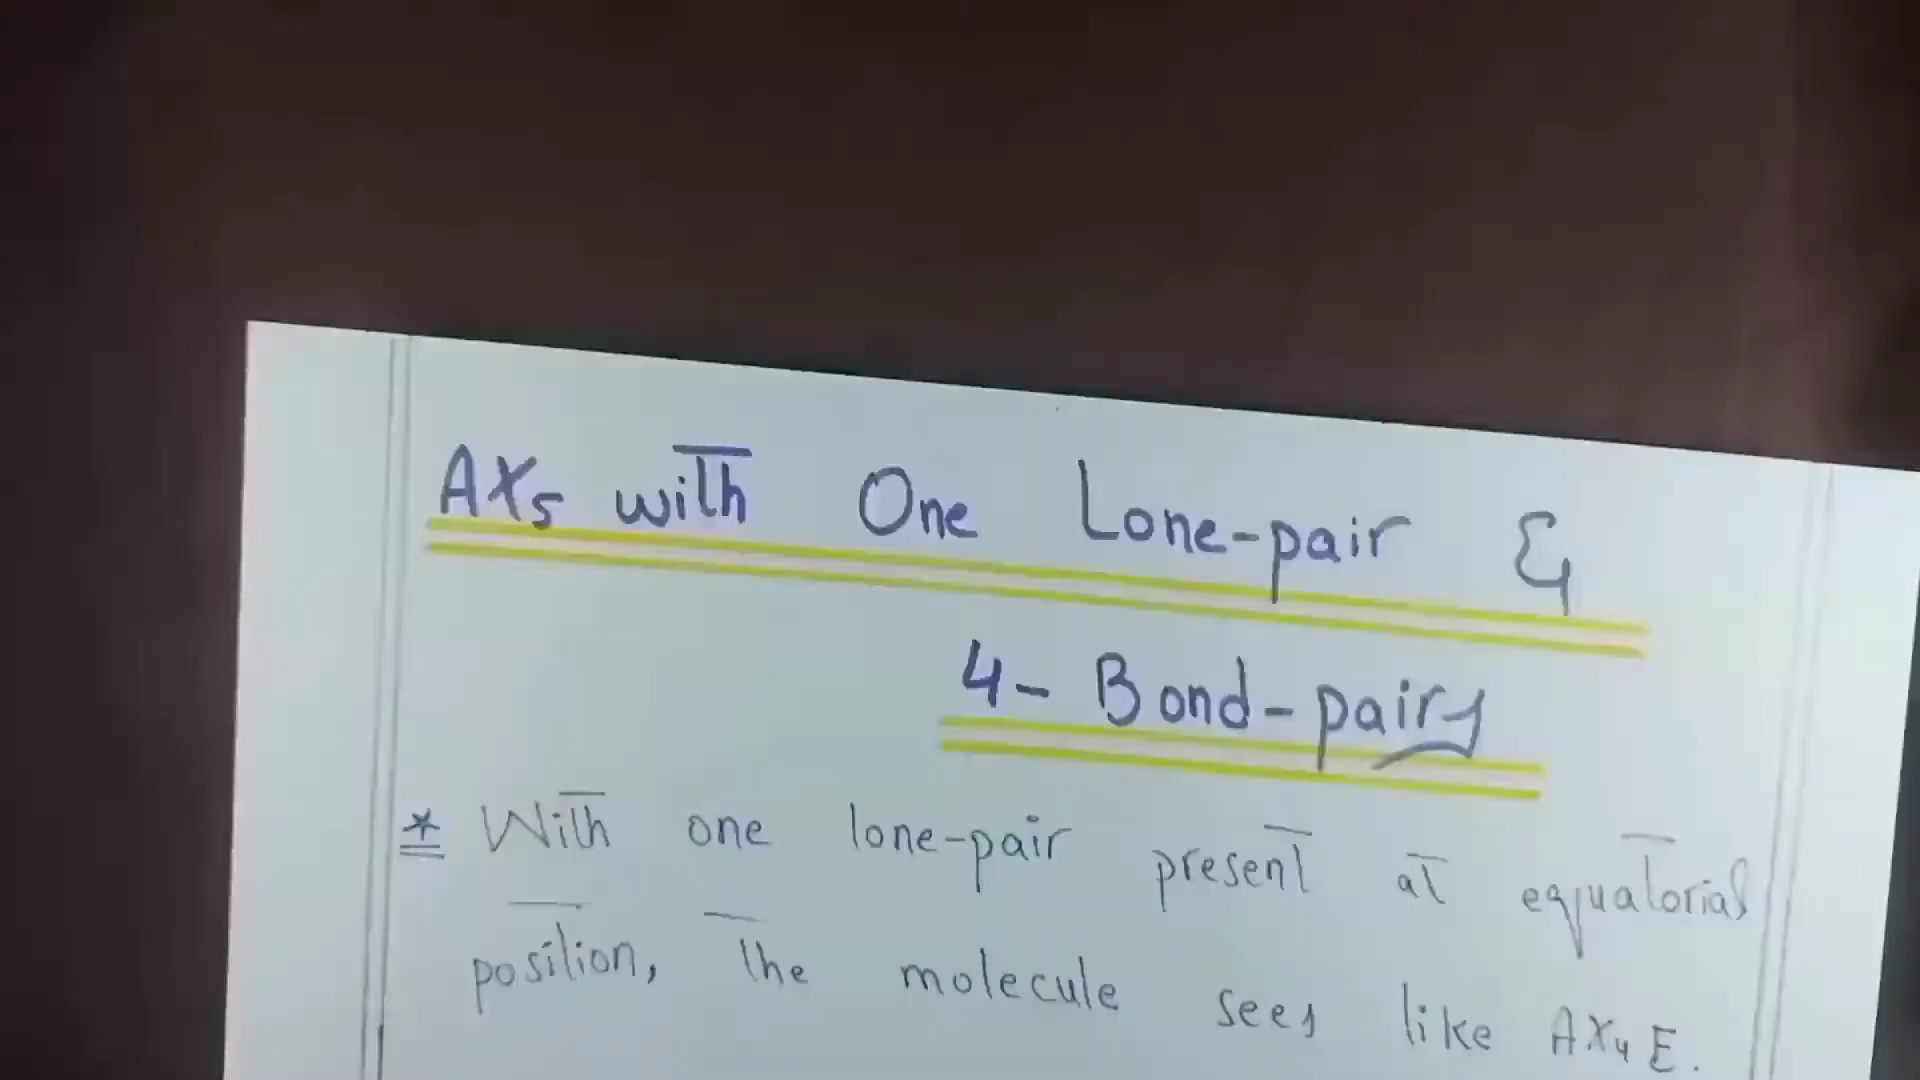 AX5 with One Lone-pair &
4- Bond-pairs
* With one lone-pair present at equatorial
position, the molecule sees like AX4E.